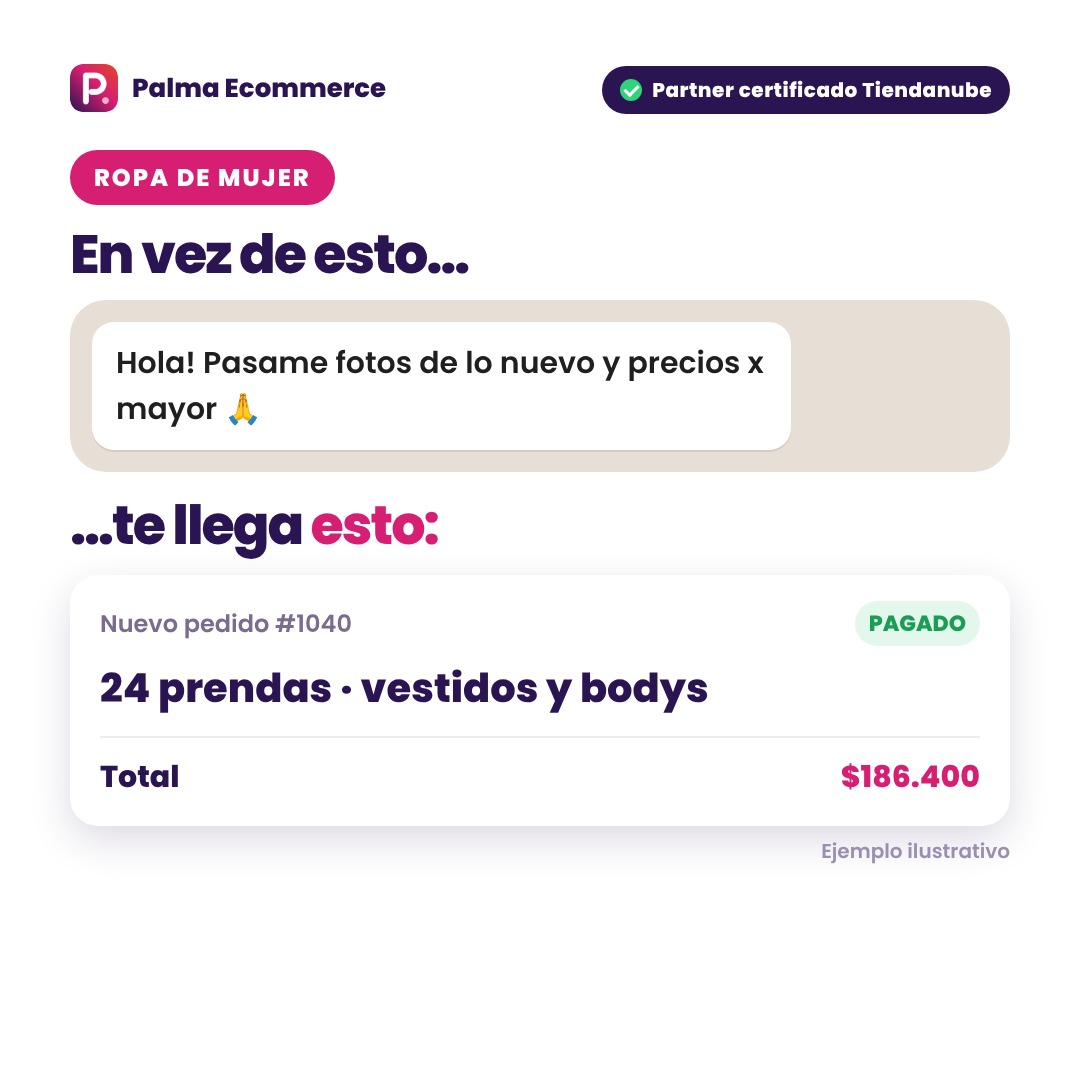 P.
Palma Ecommerce
Partner certificado Tiendanube
ROPA DE MUJER
En vez de esto...
Hola! Pasame fotos de lo nuevo y precios x
mayor 🙏
...te llega esto:
Nuevo pedido #1040
PAGADO
24 prendas · vestidos y bodys
Total
$186.400
Ejemplo ilustrativo